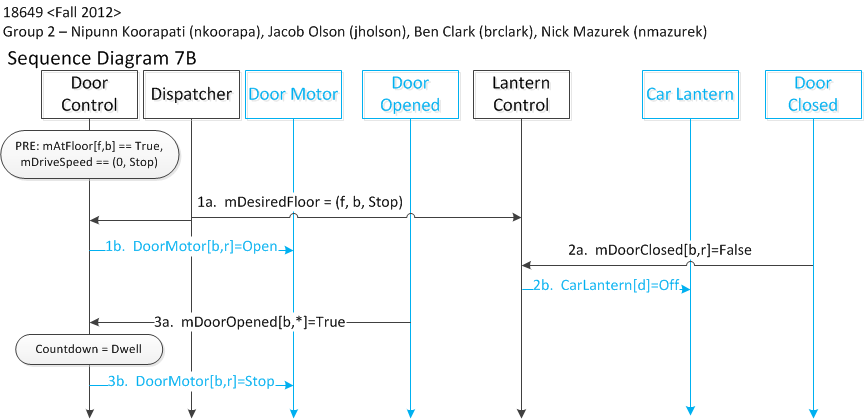 18649 <Fall 2012>
Group 2 – Nipunn Koorapati (nkoorapa), Jacob Olson (jholson), Ben Clark (brclark), Nick Mazurek (nmazurek)
Sequence Diagram 7B
Door
Control
Dispatcher
Door Motor
Door
Opened
Lantern
Control
Car Lantern
Door
Closed
PRE: mAtFloor[f,b] == True,
mDriveSpeed == (0, Stop)
1a. mDesiredFloor = (f, b, Stop)
1b. DoorMotor[b,r]=Open
2a. mDoorClosed[b,r]=False
2b. CarLantern[d]=Off
3a. mDoorOpened[b,*]=True
Countdown = Dwell
3b. DoorMotor[b,r]=Stop